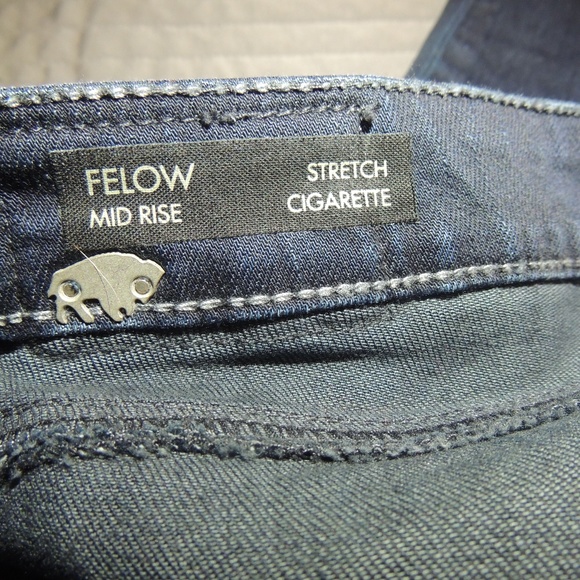 FELOW
MID RISE
STRETCH
CIGARETTE